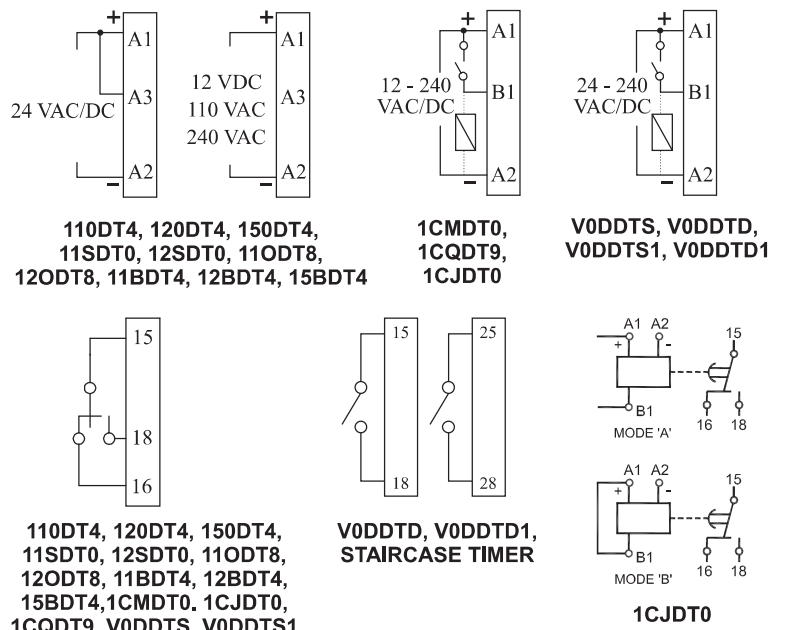 +
A1
A3
24 VAC/DC
A2
−
+
A1
12 VDC
A3
110 VAC
240 VAC
A2
−
110DT4, 120DT4, 150DT4,
11SDT0, 12SDT0, 11ODT8,
12ODT8, 11BDT4, 12BDT4, 15BDT4
+
A1
12 - 240
VAC/DC
B1
A2
−
1CMDT0,
1CQDT9,
1CJDT0
+
A1
24 - 240
VAC/DC
B1
A2
−
V0DDTS, V0DDTD,
V0DDTS1, V0DDTD1
15
18
16
110DT4, 120DT4, 150DT4,
11SDT0, 12SDT0, 11ODT8,
12ODT8, 11BDT4, 12BDT4,
15BDT4,1CMDT0, 1CJDT0,
1CQDT9, V0DDTS, V0DDTS1
15
18
25
28
V0DDTD, V0DDTD1,
STAIRCASE TIMER
A1 A2
+ -
15
B1
16 18
MODE 'A'
A1 A2
+ -
15
B1
16 18
MODE 'B'
1CJDT0